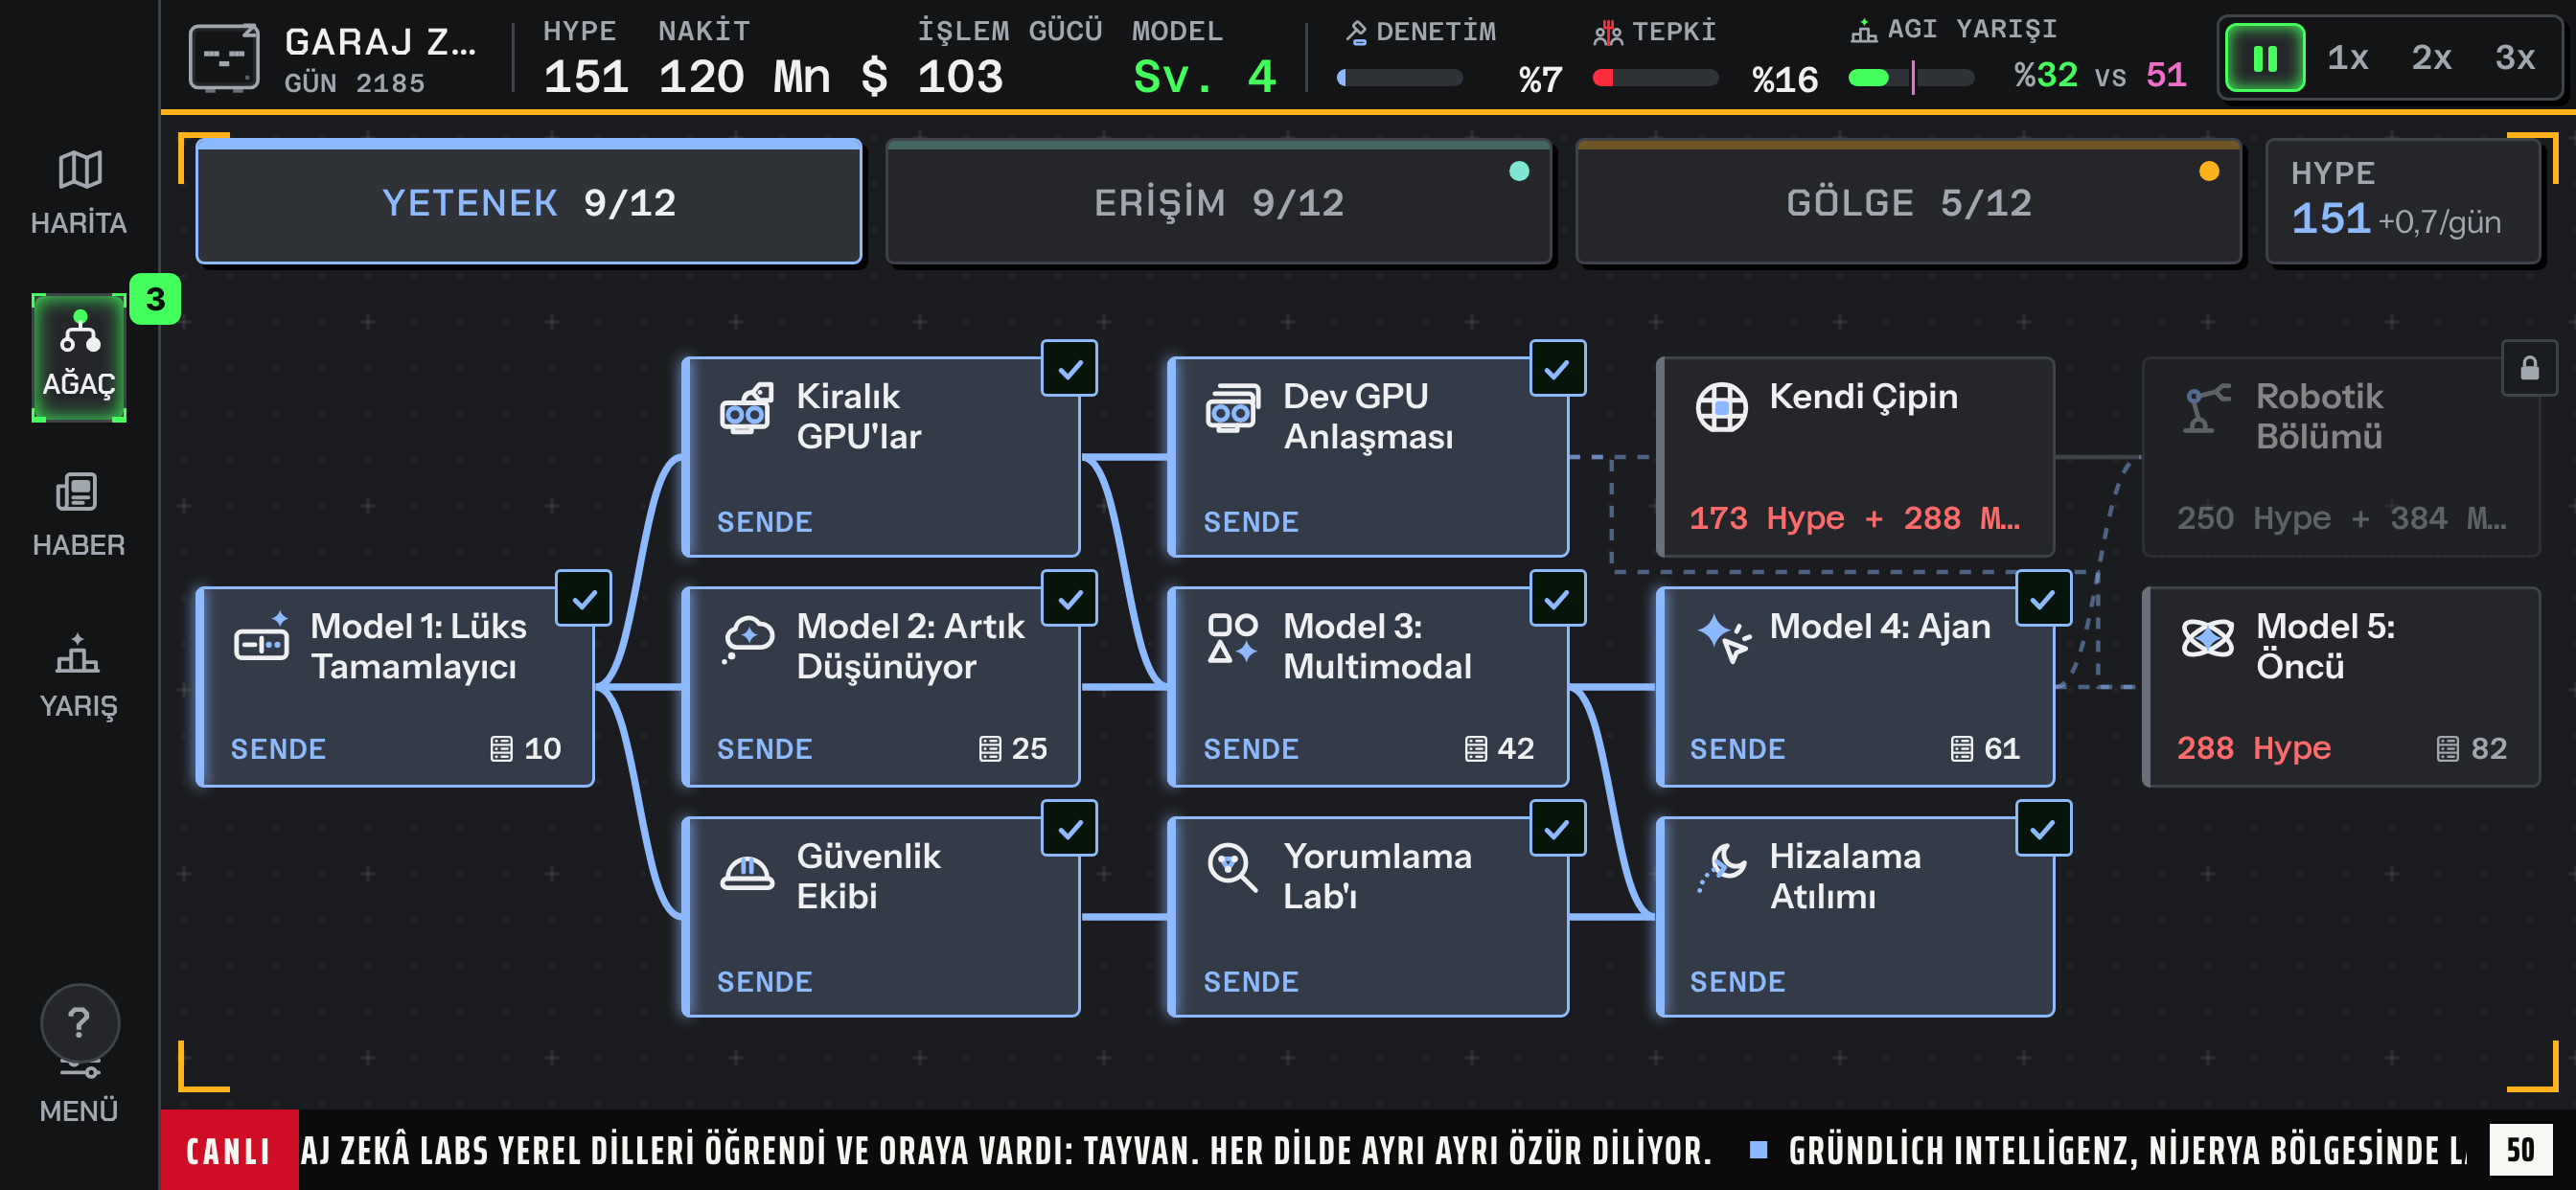 GARAJ Z...
GÜN 2185
HYPE
151
NAKİT
120 Mn $
İŞLEM GÜCÜ
103
MODEL
Sv. 4
DENETİM
%7
TEPKİ
%16
AGI YARIŞI
%32 VS 51
1x
2x
3x
HARİTA
3
AĞAÇ
HABER
YARIŞ
?
MENÜ
YETENEK 9/12
ERİŞİM 9/12
GÖLGE 5/12
HYPE
151 +0,7/gün
Kiralık
GPU'lar
SENDE
Dev GPU
Anlaşması
SENDE
Kendi Çipin
173 Hype + 288 M...
Robotik
Bölümü
250 Hype + 384 M...
Model 1: Lüks
Tamamlayıcı
SENDE 10
Model 2: Artık
Düşünüyor
SENDE 25
Model 3:
Multimodal
SENDE 42
Model 4: Ajan
SENDE 61
Model 5:
Öncü
288 Hype 82
Güvenlik
Ekibi
SENDE
Yorumlama
Lab'ı
SENDE
Hizalama
Atılımı
SENDE
CANLI
AJ ZEKÂ LABS YEREL DİLLERİ ÖĞRENDİ VE ORAYA VARDI: TAYVAN. HER DİLDE AYRI AYRI ÖZÜR DİLİYOR. ■ GRÜNDLICH INTELLIGENZ, NİJERYA BÖLGESİNDE
50